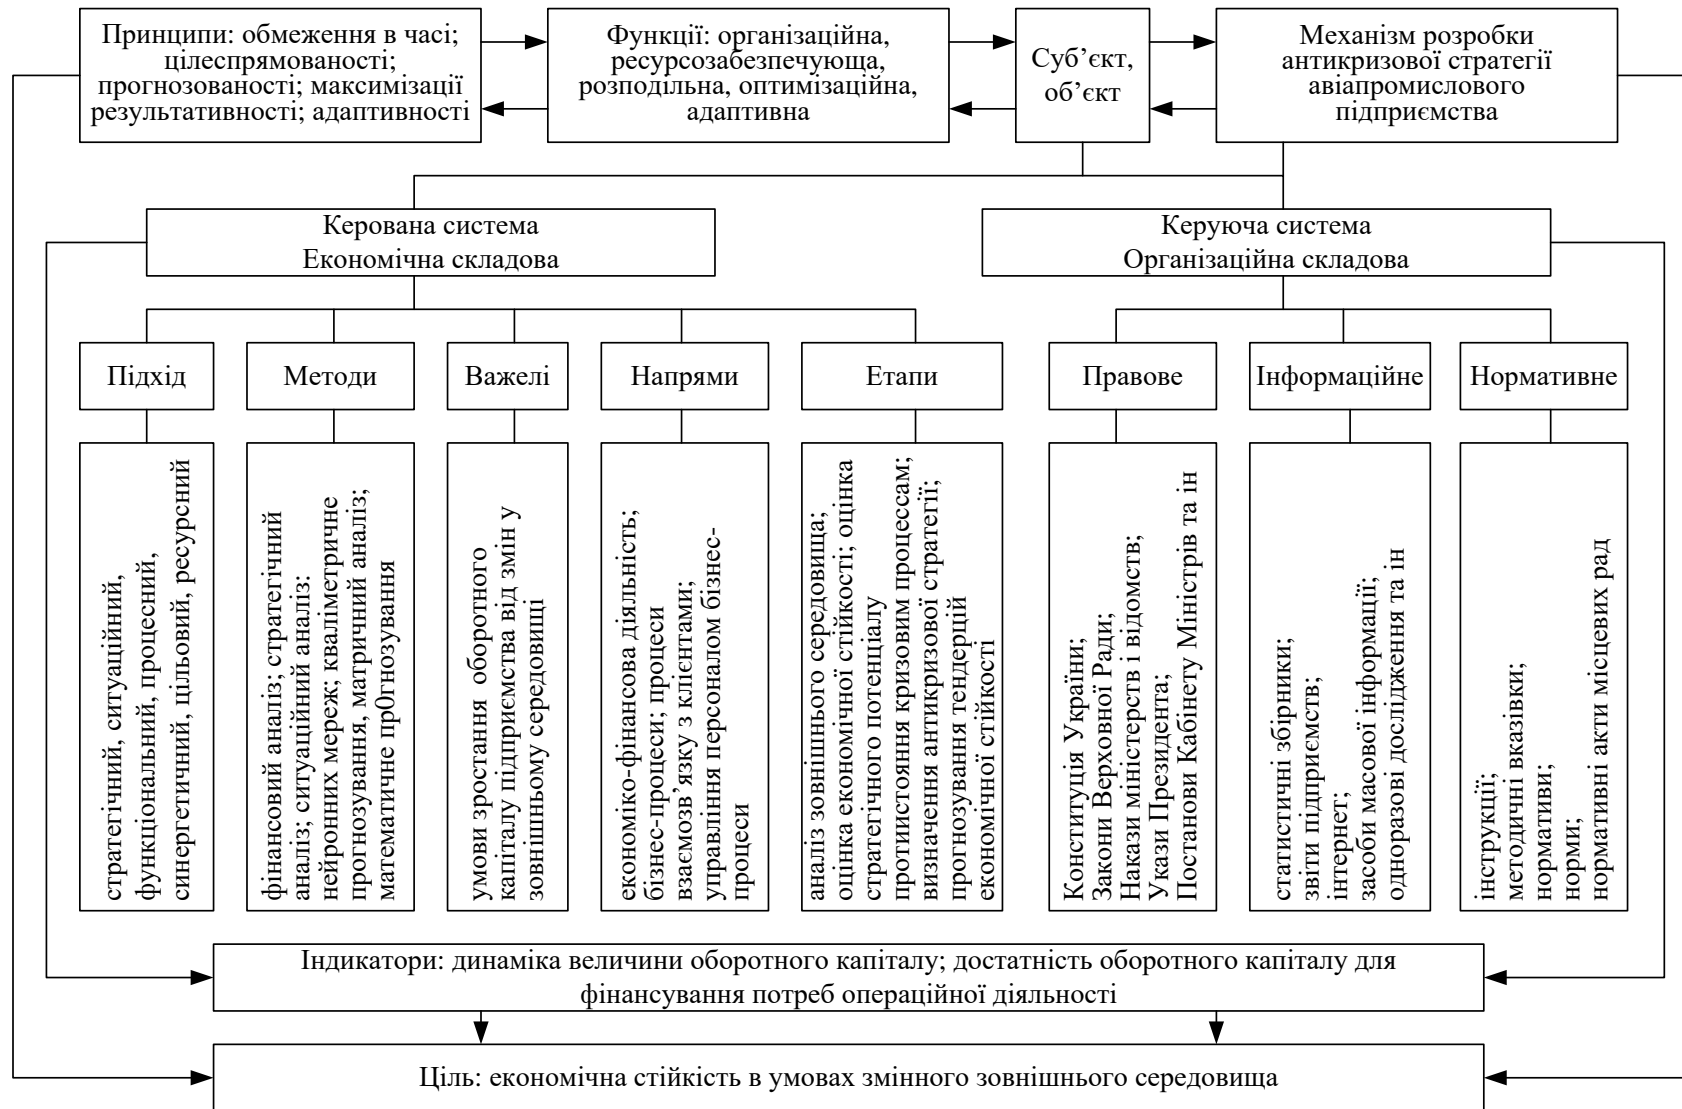 Принципи: обмеження в часі;
цілеспрямованості;
прогнозованості; максимізації
результативності; адаптивності
Функції: організаційна,
ресурсозабезпечующа,
розподільна, оптимізаційна,
адаптивна
Суб’єкт,
об’єкт
Механізм розробки
антикризової стратегії
авіапромислового
підприємства
Керована система
Економічна складова
Керуюча система
Організаційна складова
Підхід
Методи
Важелі
Напрями
Етапи
Правове
Інформаційне
Нормативне
стратегічний, ситуаційний,
функціональний, процесний,
синергетичний, цільовий, ресурсний
фінансовий аналіз; стратегічний
аналіз; ситуаційний аналіз:
нейронних мереж; кваліметричне
прогнозування, матричний аналіз;
математичне пр0гнозування
умови зростання оборотного
капіталу підприємства від змін у
зовнішньому середовищі
економіко-фінансова діяльність;
бізнес-процеси; процеси
взаємозв’язку з клієнтами;
управління персоналом бізнес-
процеси
аналіз зовнішнього середовища;
оцінка економічної стійкості; оцінка
стратегічного потенціалу
протиистояння кризовим процессам;
визначення антикризової стратегії;
прогнозування тендерцій
економічної стійкості
Конституція України;
Закони Верховної Ради;
Накази міністерств і відомств;
Укази Президента;
Постанови Кабінету Міністрів та ін
статистичні збірники;
звіти підприємств;
інтернет;
засоби масової інформації;
одноразові дослідження та ін
інструкції;
методичні вказівки;
нормативи;
норми;
нормативні акти місцевих рад
Індикатори: динаміка величини оборотного капіталу; достатність оборотного капіталу для
фінансування потреб операційної діяльності
Ціль: економічна стійкість в умовах змінного зовнішнього середовища